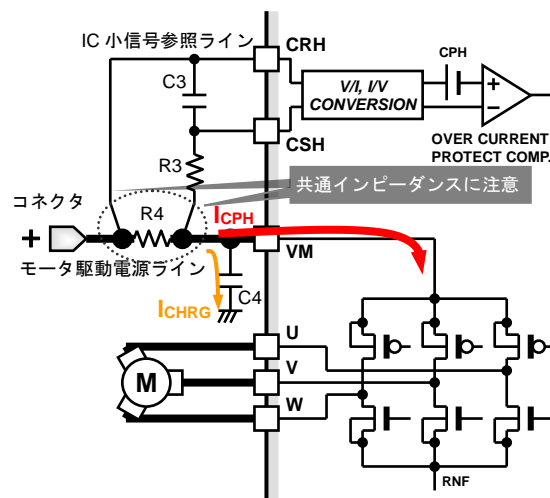 IC 小信号参照ライン
CRH
CPH
C3
V/I, I/V
CONVERSION
+
−
CSH
OVER CURRENT
PROTECT COMP.
R3
共通インピーダンスに注意
コネクタ
R4
ICPH
+
VM
モータ駆動電源ライン
ICHRG
C4
U
M
V
W
RNF